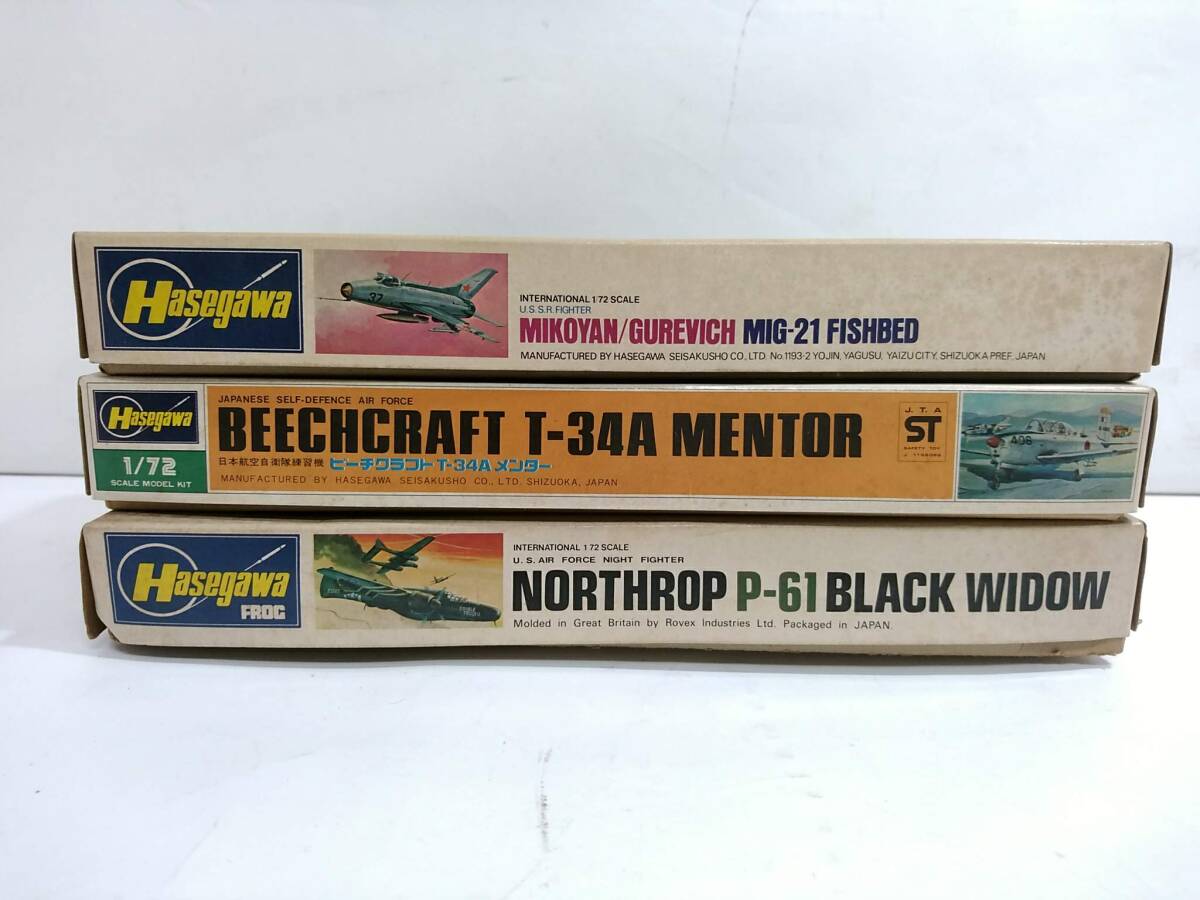 Hasegawa
37
INTERNATIONAL 1/72 SCALE
U.S.S.R. FIGHTER
MIKOYAN/GUREVICH MIG-21 FISHBED
MANUFACTURED BY HASEGAWA SEISAKUSHO CO., LTD. No. 1193-2 YOJIN, YAGUSU, YAIZU CITY, SHIZUOKA PREF. JAPAN
Hasegawa
1/72
SCALE MODEL KIT
JAPANESE SELF-DEFENCE AIR FORCE
BEECHCRAFT T-34A MENTOR
日本航空自衛隊練習機 ビーチクラフト T-34A メンター
MANUFACTURED BY HASEGAWA SEISAKUSHO CO., LTD. SHIZUOKA, JAPAN
J.T.A
ST
SAFETY TOY
406
Hasegawa
FROG
INTERNATIONAL 1/72 SCALE
U.S. AIR FORCE NIGHT FIGHTER
NORTHROP P-61 BLACK WIDOW
Molded in Great Britain by Rovex Industries Ltd. Packaged in JAPAN.